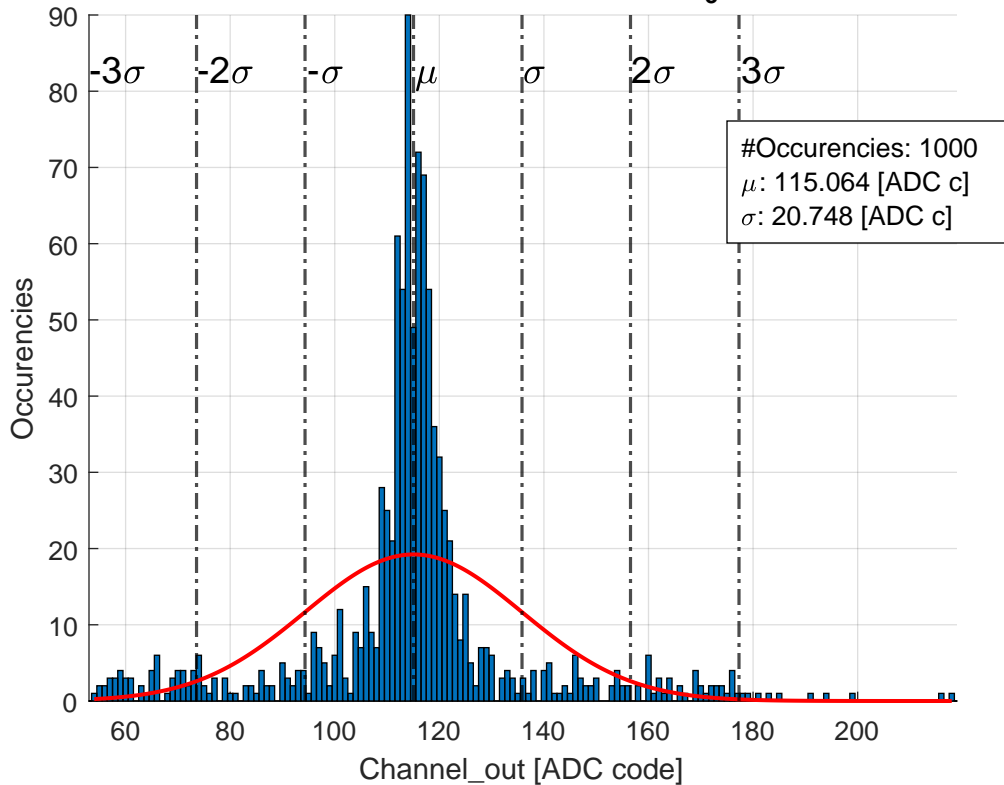 -3σ
-2σ
-σ
μ
σ
2σ
3σ
#Occurencies: 1000
μ: 115.064 [ADC c]
σ: 20.748 [ADC c]
90
80
70
60
50
40
30
20
10
0
Occurencies
60
80
100
120
140
160
180
200
Channel_out [ADC code]